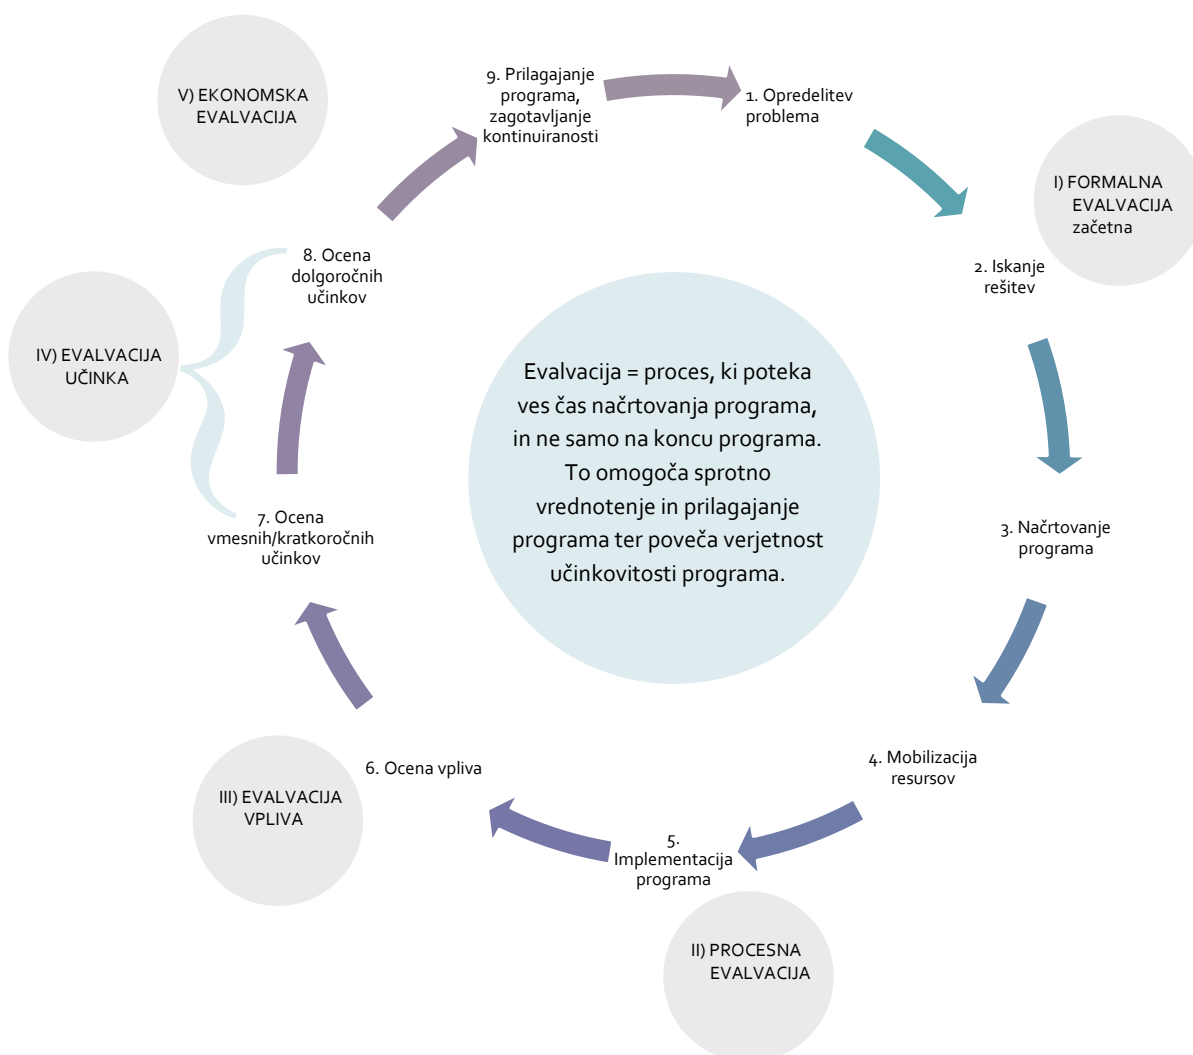 V) EKONOMSKA
EVALVACIJA
9. Prilagajanje
programa,
zagotavljanje
kontinuiranosti
1. Opredelitev
problema
I) FORMALNA
EVALVACIJA
začetna
2. Iskanje
rešitev
8. Ocena
dolgoročnih
učinkov
IV) EVALVACIJA
UČINKA
Evalvacija = proces, ki poteka
ves čas načrtovanja programa,
in ne samo na koncu programa.
To omogoča sprotno
vrednotenje in prilagajanje
programa ter poveča verjetnost
učinkovitosti programa.
3. Načrtovanje
programa
7. Ocena
vmesnih/kratkoročnih
učinkov
4. Mobilizacija
resursov
6. Ocena vpliva
III) EVALVACIJA
VPLIVA
5.
Implementacija
programa
II) PROCESNA
EVALVACIJA